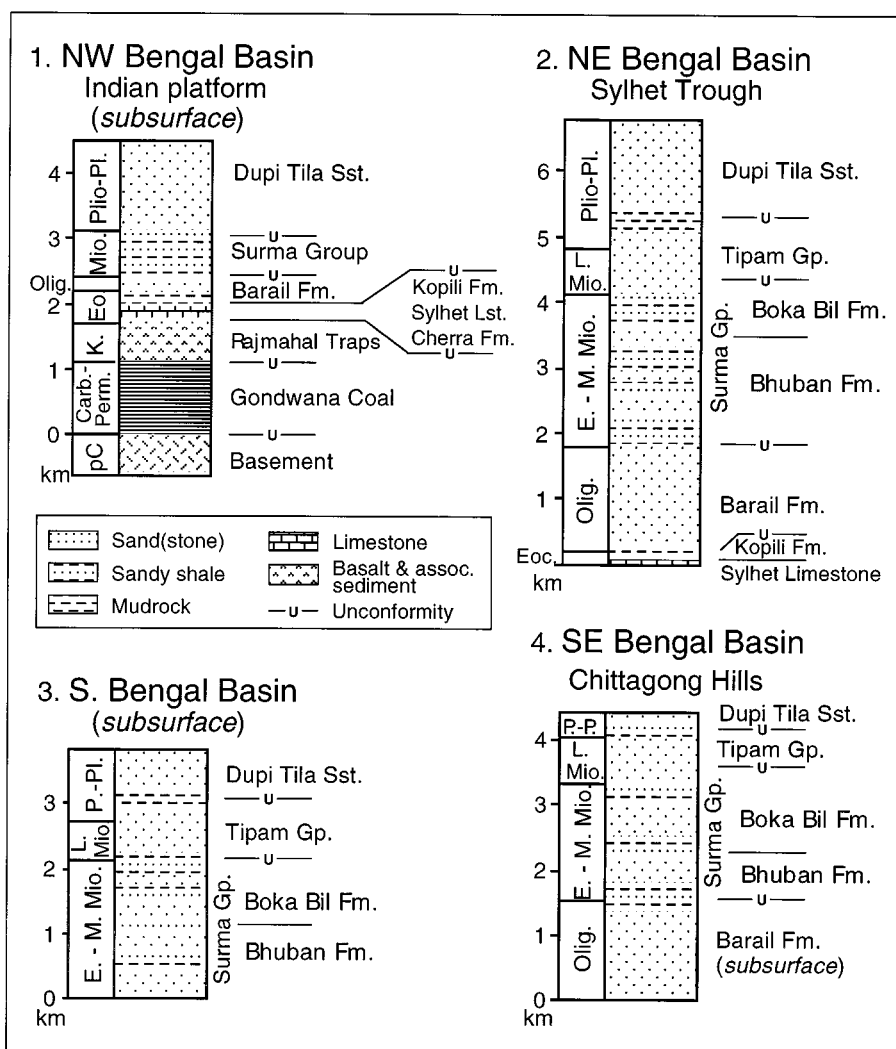 1. NW Bengal Basin
Indian platform
(subsurface)
4
3
2
1
0
km
Plio-Pl.
Mio.
Olig.
Eo
K.
Carb.-
Perm.
pC
Dupi Tila Sst.
U
Surma Group
U
Barail Fm.
Rajmahal Traps
U
Gondwana Coal
U
Basement
U
Kopili Fm.
Sylhet Lst.
Cherra Fm.
U
2. NE Bengal Basin
Sylhet Trough
6
5
4
3
2
1
km
Plio-Pl.
L.
Mio.
E. - M. Mio.
Olig.
Eoc.
Dupi Tila Sst.
U
Tipam Gp.
U
Boka Bil Fm.
Surma Gp.
Bhuban Fm.
U
Barail Fm.
U
Kopili Fm.
Sylhet Limestone
Sand(stone)
Sandy shale
Mudrock
Limestone
Basalt & assoc.
sediment
U Unconformity
3. S. Bengal Basin
(subsurface)
3
2
1
0
km
P.-Pl.
L.
Mio
E. - M. Mio.
Dupi Tila Sst.
U
Tipam Gp.
U
Surma Gp.
Boka Bil Fm.
Bhuban Fm.
4. SE Bengal Basin
Chittagong Hills
4
3
2
1
0
km
P.-P.
L.
Mio.
E. - M. Mio.
Olig.
Dupi Tila Sst.
U
Tipam Gp.
U
Surma Gp.
Boka Bil Fm.
Bhuban Fm.
U
Barail Fm.
(subsurface)